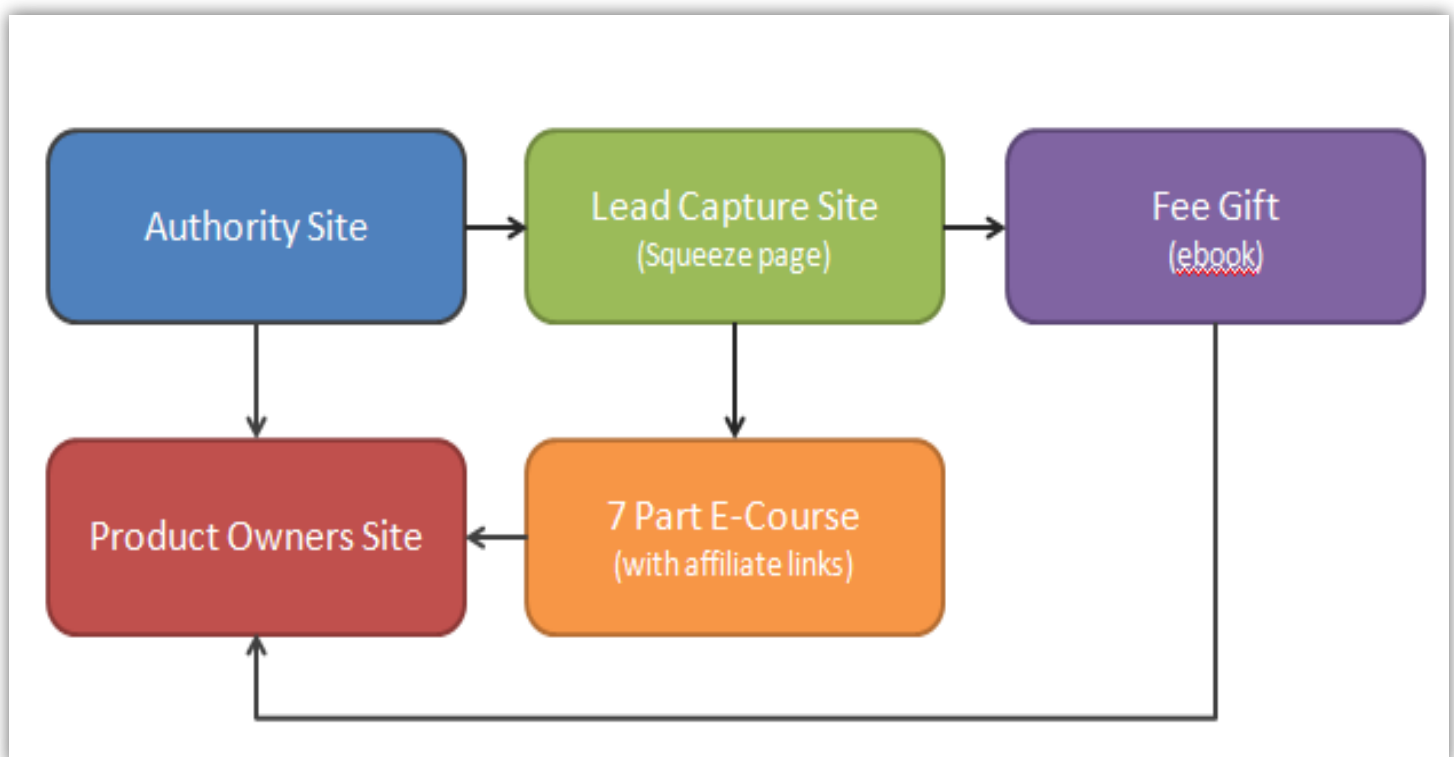 Authority Site
Lead Capture Site
(Squeeze page)
Fee Gift
(ebook)
Product Owners Site
7 Part E-Course
(with affiliate links)